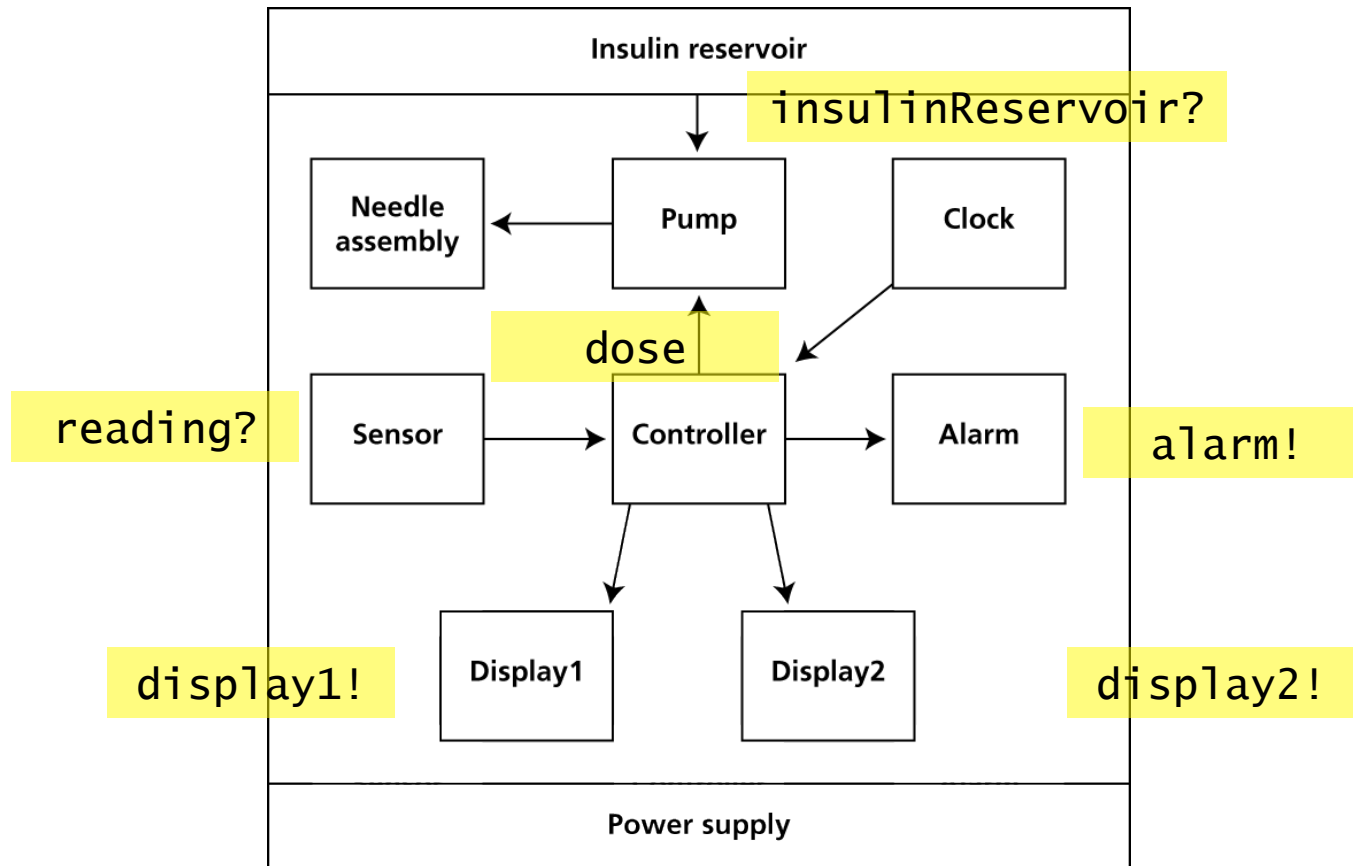 Insulin reservoir
insulinReservoir?
Needle
assembly
Pump
Clock
dose
reading?
Sensor
Controller
Alarm
alarm!
display1!
Display1
Display2
display2!
Power supply